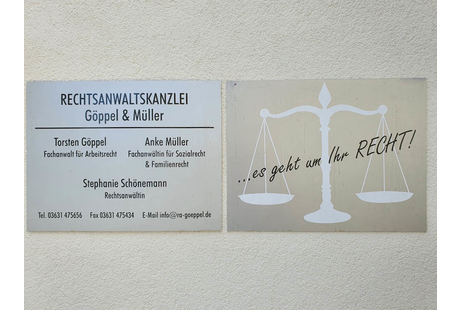 RECHTSANWALTSKANZLEI
Göppel & Müller
Torsten Göppel
Fachanwalt für Arbeitsrecht
Anke Müller
Fachanwältin für Sozialrecht
& Familienrecht
Stephanie Schönemann
Rechtsanwältin
Tel. 03631 475656 Fax 03631 475434 E-Mail info@ra-goeppel.de
...es geht um Ihr RECHT!